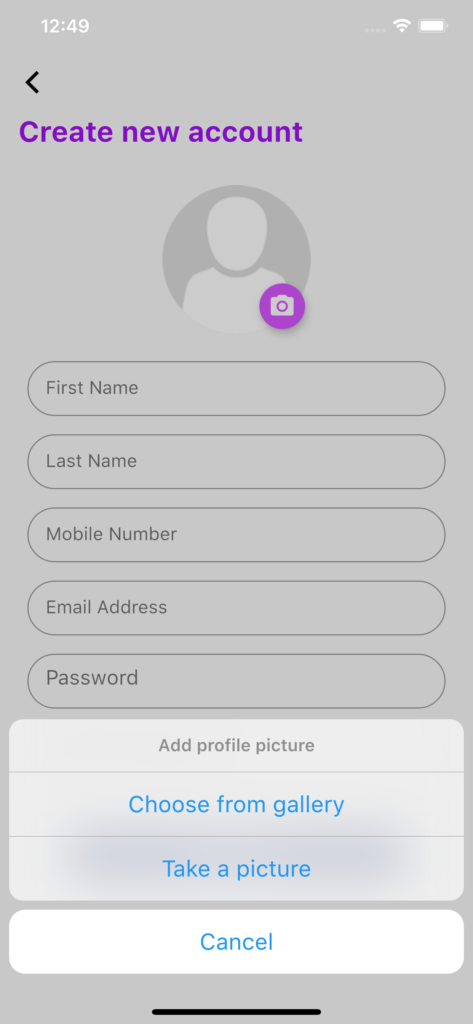 12:49
Create new account
First Name
Last Name
Mobile Number
Email Address
Password
Add profile picture
Choose from gallery
Take a picture
Cancel